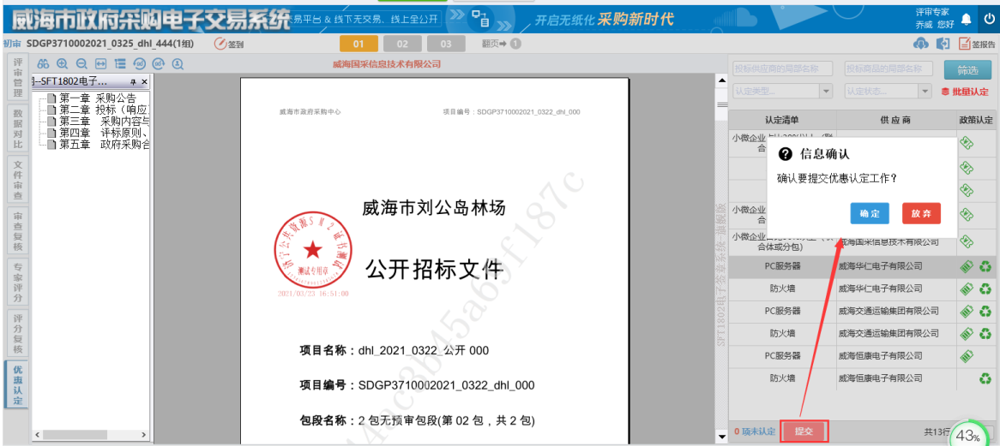 威海市政府采购电子交易系统
易平台 & 线下无交易、线上全公开
开启无纸化 采购新时代
评审专家
乔威 您好
初审 SDGP3710002021_0325_dhl_444(1组)
签到
01
02
03
翻页➡ 1
签报告
评审管理
数据对比
文件审查
审查复核
专家评分
评分复核
优惠认定
威海国采信息技术有限公司
--SFT1802电子...
第一章 采购公告
第二章 投标（响应
第三章 采购内容与
第四章 评标原则、
第五章 政府采购合
威海市政府采购中心
项目编号：SDGP3710002021_0322_dhl_000
威海市刘公岛林场
公开招标文件
测试专用章
2021/03/23 16:51:00
项目名称：dhl_2021_0322_公开 000
项目编号：SDGP3710002021_0322_dhl_000
包段名称：2 包无预审包段(第 02 包，共 2 包)
SFT1802电子签章系统-旗舰版
投标供应商的局部名称
投标商品的局部名称
筛选
认定类型...
认定状态...
批量认定
认定清单
供 应 商
政策认定
信息确认
确认要提交优惠认定工作?
确 定
放 弃
小微企业
合
小微企业
合
小微企业
合体或分包)
威海国采信息技术有限公司
PC服务器
威海华仁电子有限公司
防火墙
威海华仁电子有限公司
PC服务器
威海交通运输集团有限公司
防火墙
威海交通运输集团有限公司
PC服务器
威海恒康电子有限公司
防火墙
威海恒康电子有限公司
0 项未认定
提交
共13行
43%